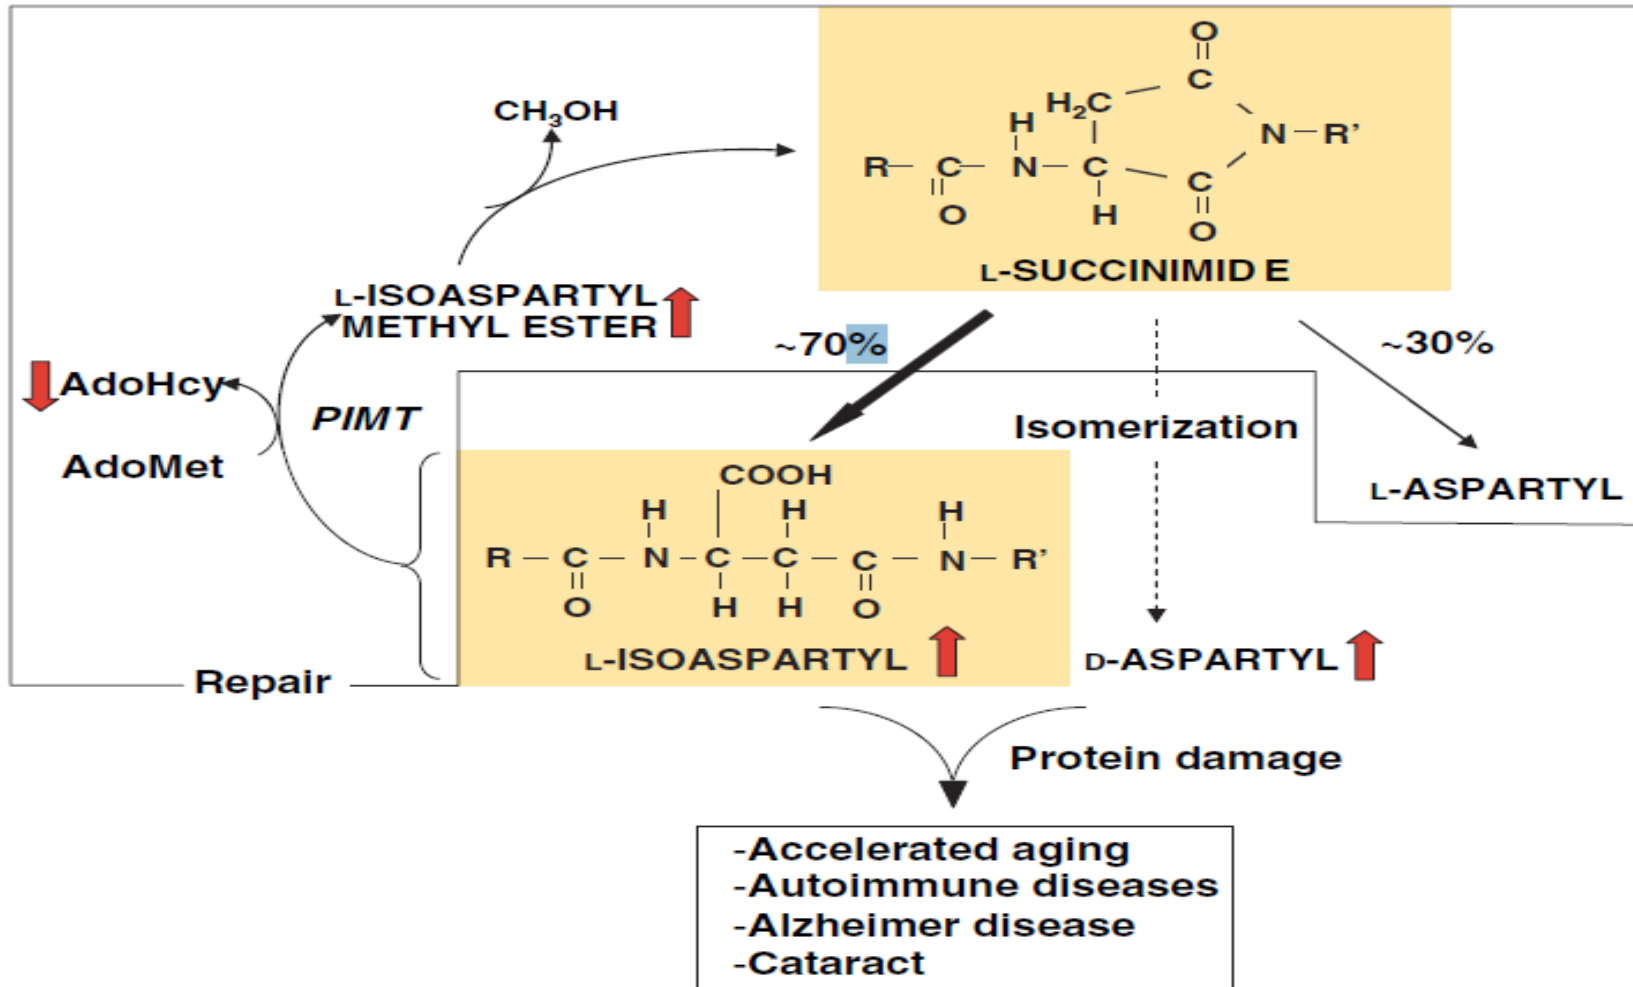 O
C
H₂C
H
N—R’
R— C— N— C
C
O
H
O
L-SUCCINIMID E
CH₃OH
L-ISOASPARTYL
METHYL ESTER
~70%
~30%
AdoHcy
PIMT
AdoMet
Isomerization
L-ASPARTYL
COOH
H H H
R — C — N — C — C — C — N — R’
O H H O
L-ISOASPARTYL
D-ASPARTYL
Repair
Protein damage
-Accelerated aging
-Autoimmune diseases
-Alzheimer disease
-Cataract